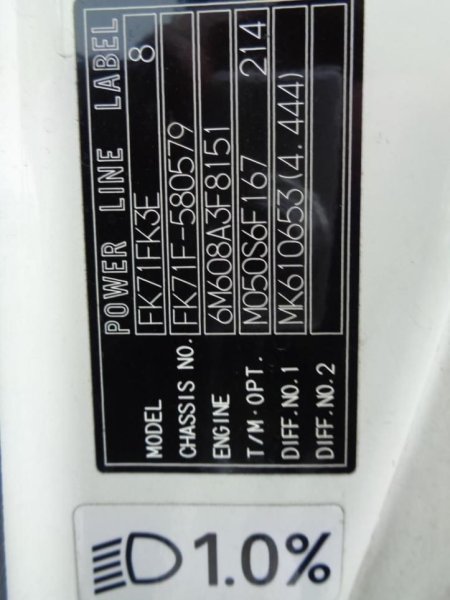 POWER LINE LABEL
MODEL FK71FK3E 8
CHASSIS NO. FK71F-580579
ENGINE 6M608A3F8151
T/M·OPT. M050S6F167 214
DIFF.NO.1 MK610653(4.444)
DIFF.NO.2
1.0%